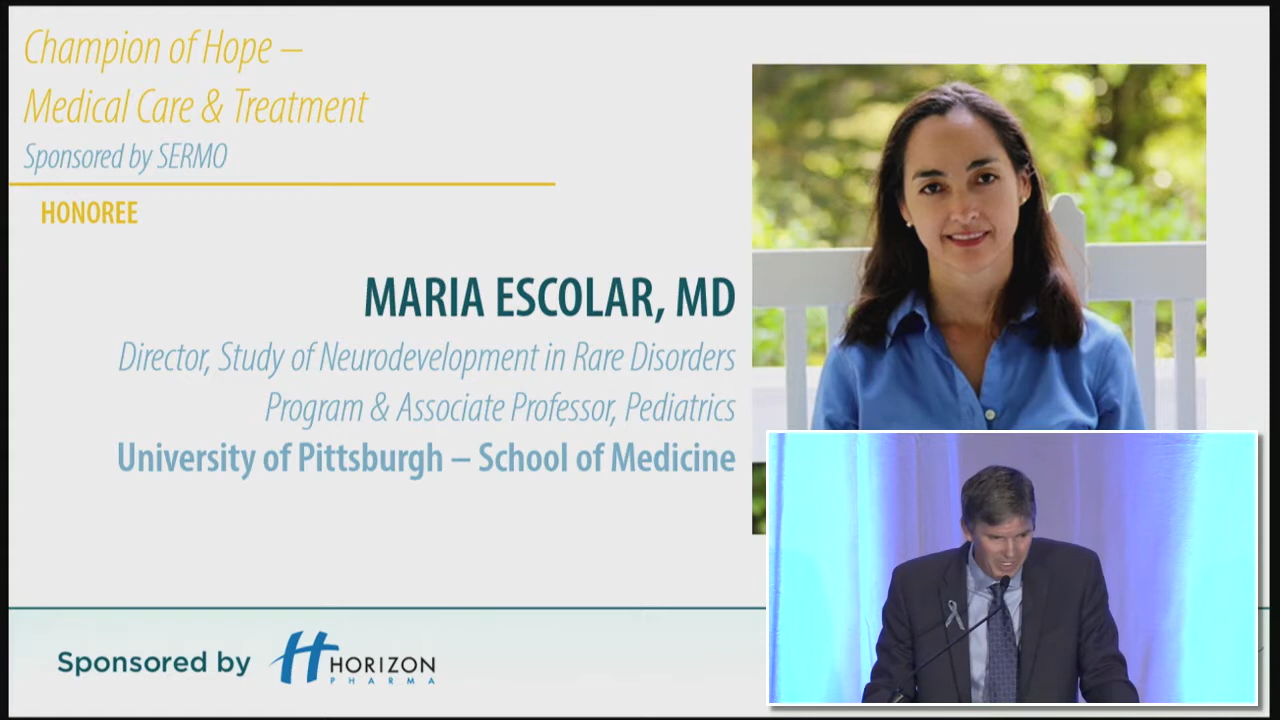 Champion of Hope –
Medical Care & Treatment
Sponsored by SERMO
HONOREE
MARIA ESCOLAR, MD
Director, Study of Neurodevelopment in Rare Disorders
Program & Associate Professor, Pediatrics
University of Pittsburgh – School of Medicine
Sponsored by
HORIZON
PHARMA